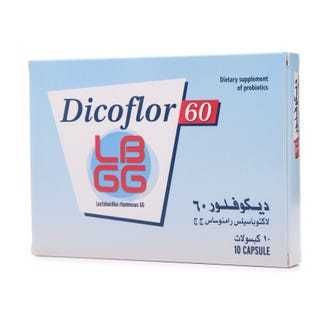 Dietary supplement
of probiotics
Dicoflor 60
LB
GG
Lactobacillus rhamnosus GG
ديكوفلور ٦٠
لاكتوباسيلس رامنوساس ج ج
١٠ كبسولات
10 CAPSULE